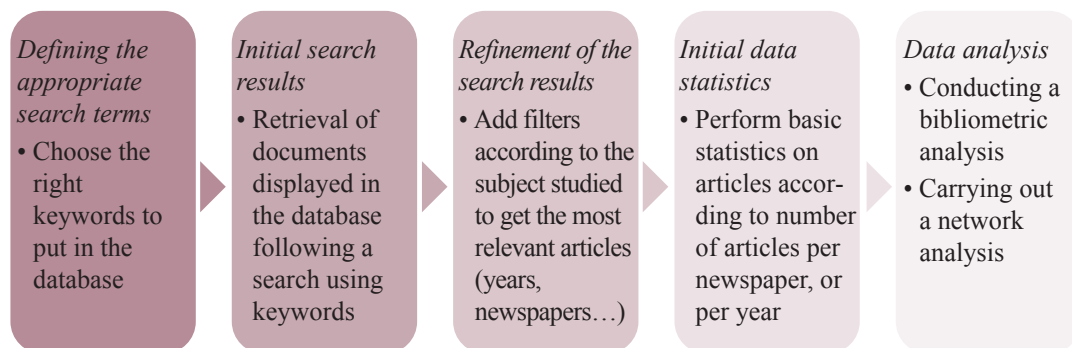 Defining the
appropriate
search terms
• Choose the
right
keywords to
put in the
database
Initial search
results
• Retrieval of
documents
displayed in
the database
following a
search using
keywords
Refinement of the
search results
• Add filters
according to the
subject studied
to get the most
relevant articles
(years,
newspapers…)
Initial data
statistics
• Perform basic
statistics on
articles accor-
ding to number
of articles per
newspaper, or
per year
Data analysis
• Conducting a
bibliometric
analysis
• Carrying out
a network
analysis